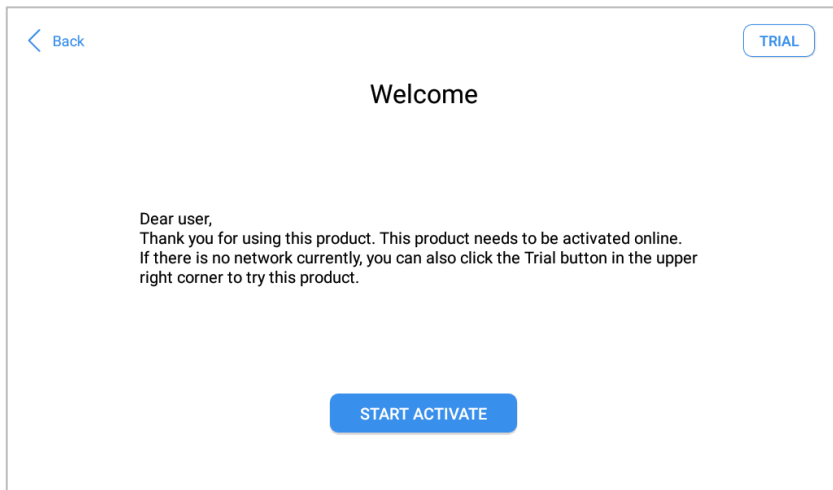 Back
TRIAL
Welcome
Dear user,
Thank you for using this product. This product needs to be activated online.
If there is no network currently, you can also click the Trial button in the upper
right corner to try this product.
START ACTIVATE